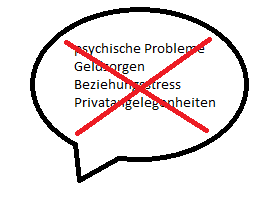 psychische Probleme
Geldsorgen
Beziehungsstress
Privatangelegenheiten